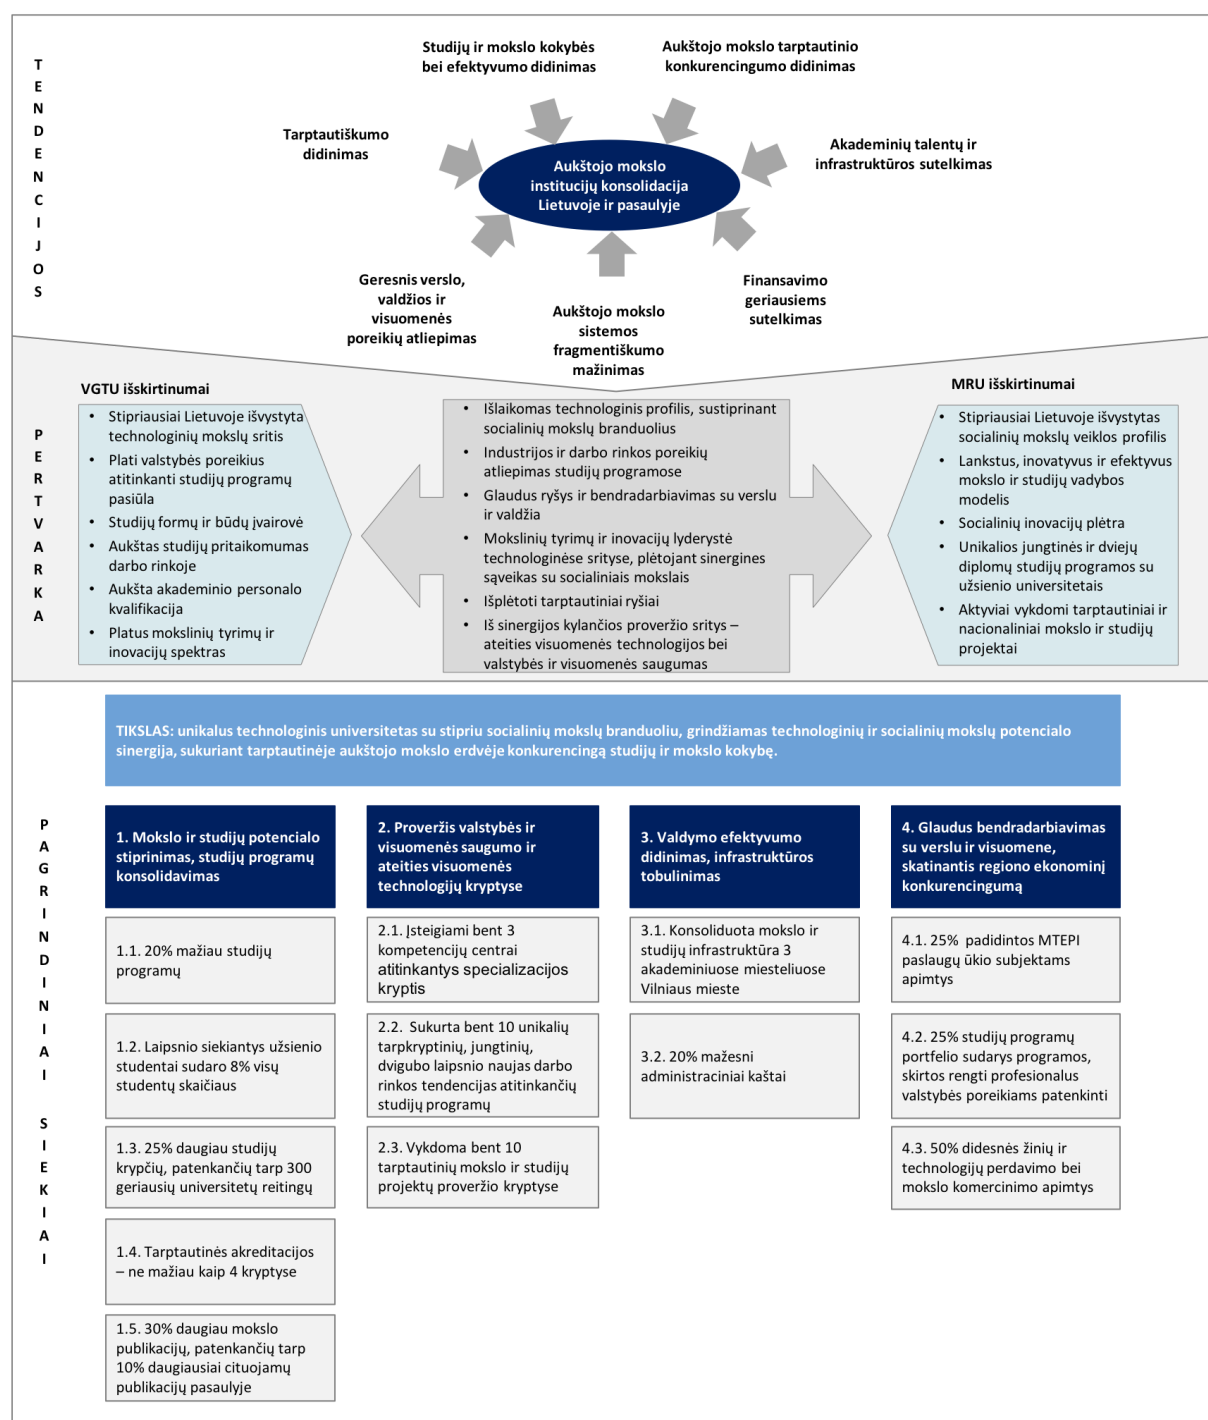 TENDENCIJOS
Studijų ir mokslo kokybės
bei efektyvumo didinimas
Aukštojo mokslo tarptautinio
konkurencingumo didinimas
Tarptautiškumo
didinimas
Akademinių talentų ir
infrastruktūros sutelkimas
Aukštojo mokslo
institucijų konsolidacija
Lietuvoje ir pasaulyje
Geresnis verslo,
valdžios ir
visuomenės
poreikių atliepimas
Aukštojo mokslo
sistemos
fragmentiškumo
mažinimas
Finansavimo
geriausiems
sutelkimas
PERTVARKA
VGTU išskirtinumai
• Stipriausiai Lietuvoje išvystyta
technologinių mokslų sritis
• Plati valstybės poreikius
atitinkanti studijų programų
pasiūla
• Studijų formų ir būdų įvairovė
• Aukštas studijų pritaikomumas
darbo rinkoje
• Aukšta akademinio personalo
kvalifikacija
• Platus mokslinių tyrimų ir
inovacijų spektras
• Išlaikomas technologinis profilis, sustiprinant
socialinių mokslų branduolius
• Industrijos ir darbo rinkos poreikių
atliepimas studijų programose
• Glaudus ryšys ir bendradarbiavimas su verslu
ir valdžia
• Mokslinių tyrimų ir inovacijų lyderystė
technologinėse srityse, plėtojant sinergines
sąveikas su socialiniais mokslais
• Išplėtoti tarptautiniai ryšiai
• Iš sinergijos kylančios proveržio sritys –
ateities visuomenės technologijos bei
valstybės ir visuomenės saugumas
MRU išskirtinumai
• Stipriausiai Lietuvoje išvystytas
socialinių mokslų veiklos profilis
• Lankstus, inovatyvus ir efektyvus
mokslo ir studijų vadybos
modelis
• Socialinių inovacijų plėtra
• Unikalios jungtinės ir dviejų
diplomų studijų programos su
užsienio universitetais
• Aktyviai vykdomi tarptautiniai ir
nacionaliniai mokslo ir studijų
projektai
PAGRINDINIAI SIEKIAI
TIKSLAS: unikalus technologinis universitetas su stipriu socialinių mokslų branduoliu, grindžiamas technologinių ir socialinių mokslų potencialo
sinergija, sukuriant tarptautinėje aukštojo mokslo erdvėje konkurencingą studijų ir mokslo kokybę.
1. Mokslo ir studijų potencialo
stiprinimas, studijų programų
konsolidavimas
1.1. 20% mažiau studijų
programų
1.2. Laipsnio siekiantys užsienio
studentai sudaro 8% visų
studentų skaičiaus
1.3. 25% daugiau studijų
krypčių, patenkančių tarp 300
geriausių universitetų reitingų
1.4. Tarptautinės akreditacijos
– ne mažiau kaip 4 kryptyse
1.5. 30% daugiau mokslo
publikacijų, patenkančių tarp
10% daugiausiai cituojamų
publikacijų pasaulyje
2. Proveržis valstybės ir
visuomenės saugumo ir
ateities visuomenės
technologijų kryptyse
2.1. Įsteigiami bent 3
kompetencijų centrai
atitinkantys specializacijos
kryptis
2.2. Sukurta bent 10 unikalių
tarpkryptinių, jungtinių,
dvigubo laipsnio naujas darbo
rinkos tendencijas atitinkančių
studijų programų
2.3. Vykdoma bent 10
tarptautinių mokslo ir studijų
projektų proveržio kryptyse
3. Valdymo efektyvumo
didinimas, infrastruktūros
tobulinimas
3.1. Konsoliduota mokslo ir
studijų infrastruktūra 3
akademiniuose miesteliuose
Vilniaus mieste
3.2. 20% mažesni
administraciniai kaštai
4. Glaudus bendradarbiavimas
su verslu ir visuomene,
skatinantis regiono ekonominį
konkurencingumą
4.1. 25% padidintos MTEPI
paslaugų ūkio subjektams
apimtys
4.2. 25% studijų programų
portfelio sudarys programos,
skirtos rengti profesionalus
valstybės poreikiams patenkinti
4.3. 50% didesnės žinių ir
technologijų perdavimo bei
mokslo komercinimo apimtys